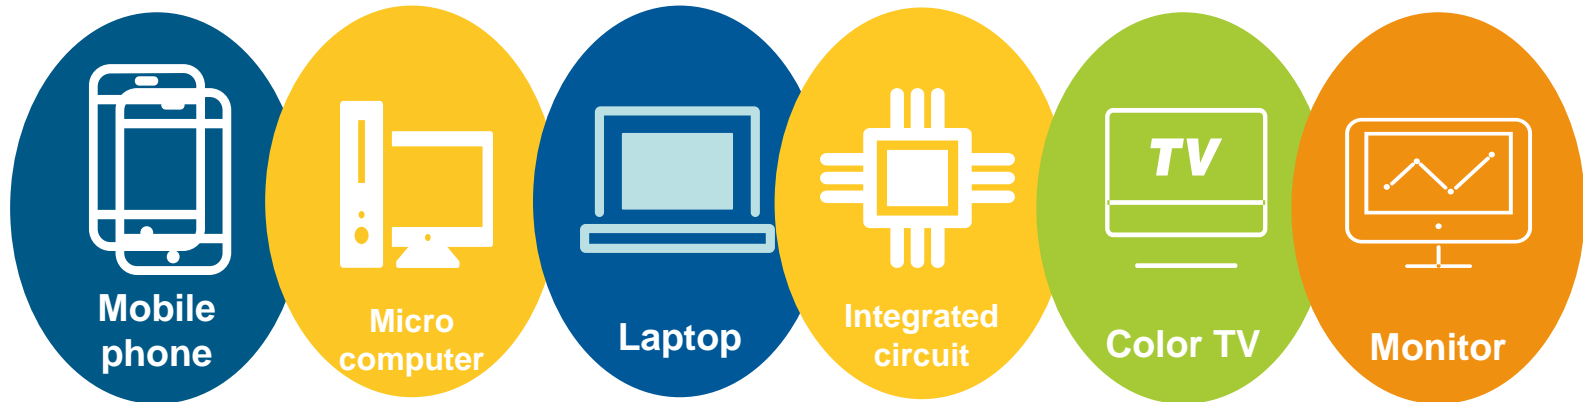 Mobile
phone
Micro
computer
Laptop
Integrated
circuit
TV
Color TV
Monitor